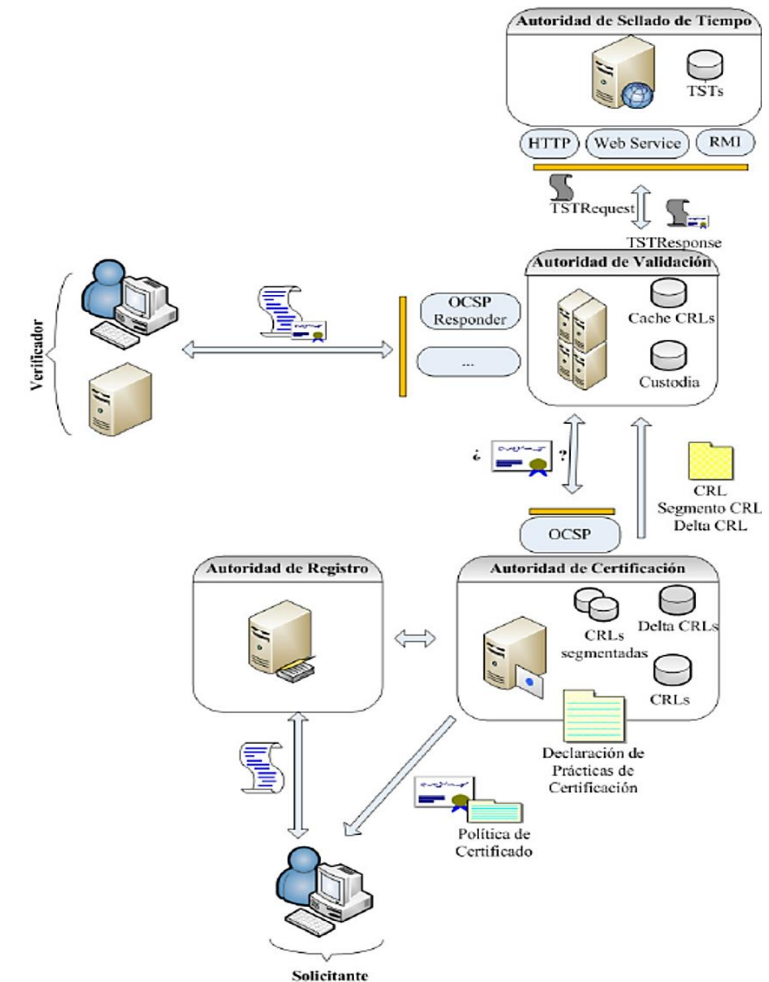 Autoridad de Sellado de Tiempo
TSTs
HTTP
Web Service
RMI
TSTRequest
TSTResponse
Autoridad de Validación
Cache CRLs
Custodia
OCSP
Responder
...
Verificador
¿
?
CRL
Segmento CRL
Delta CRL
OCSP
Autoridad de Registro
Autoridad de Certificación
CRLs
segmentadas
Delta CRLs
CRLs
Declaración de
Prácticas de
Certificación
Política de
Certificado
Solicitante